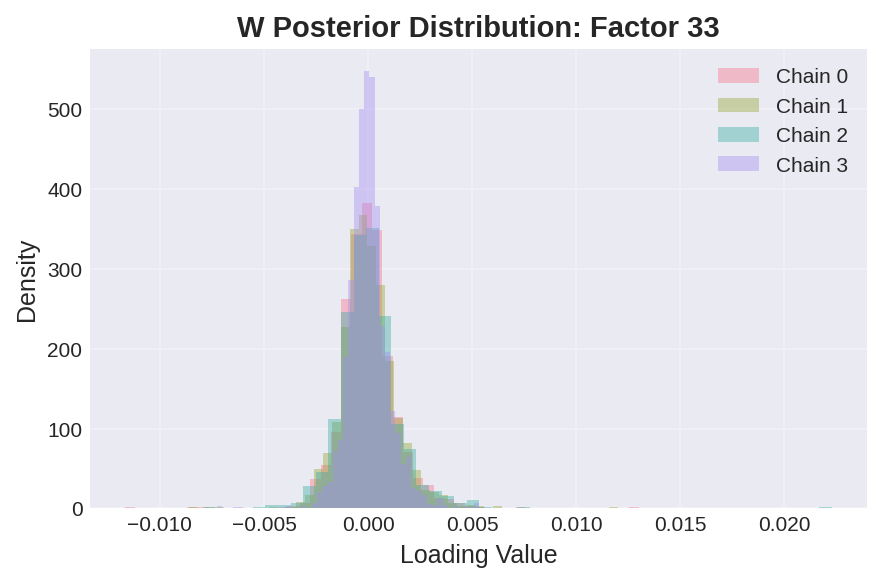 W Posterior Distribution: Factor 33
Chain 0
Chain 1
Chain 2
Chain 3
Density
500
400
300
200
100
0
−0.010 −0.005 0.000 0.005 0.010 0.015 0.020
Loading Value